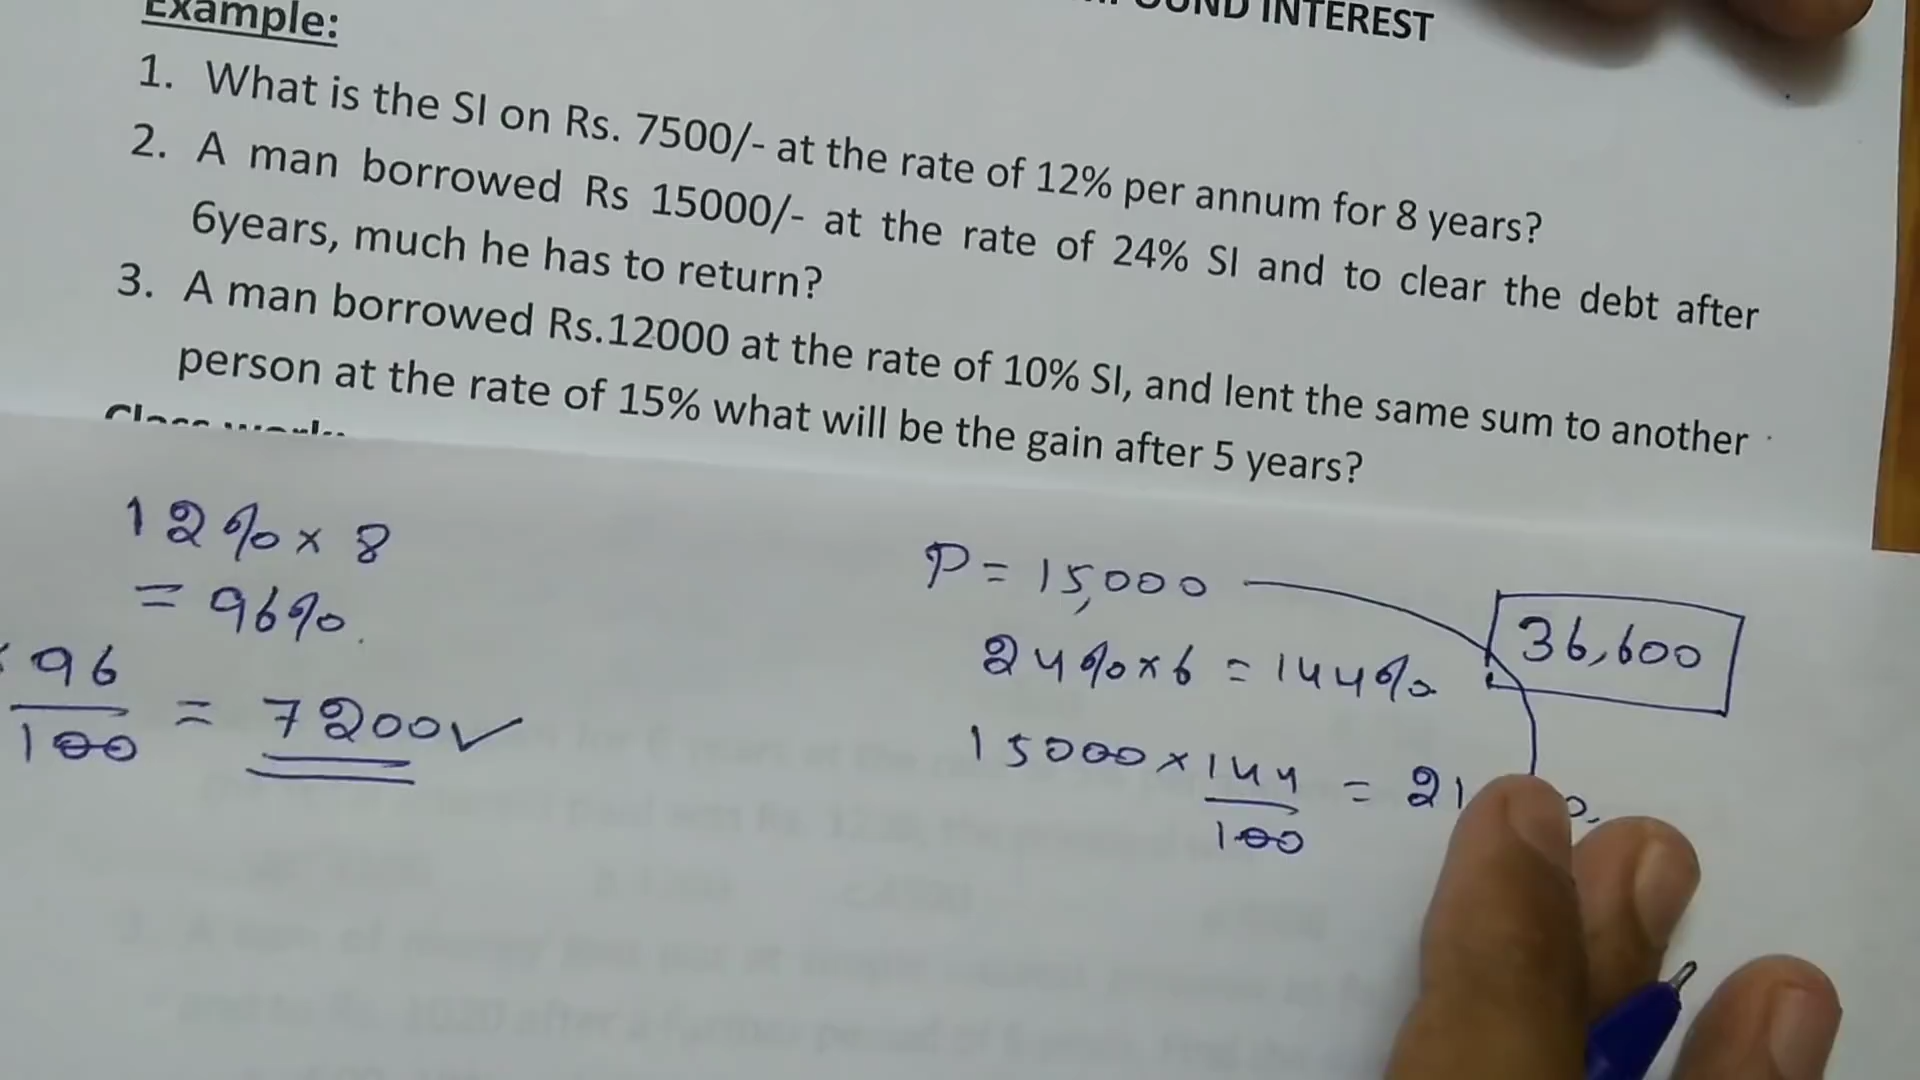 INTEREST
Example:
1. What is the SI on Rs. 7500/- at the rate of 12% per annum for 8 years?
2. A man borrowed Rs 15000/- at the rate of 24% SI and to clear the debt after
6years, much he has to return?
3. A man borrowed Rs.12000 at the rate of 10% SI, and lent the same sum to another
person at the rate of 15% what will be the gain after 5 years?
12% × 8
= 96%.
96
100
= 7200
P = 15,000
36,600
24% × 6 = 144%
15000 × 144
100
= 21